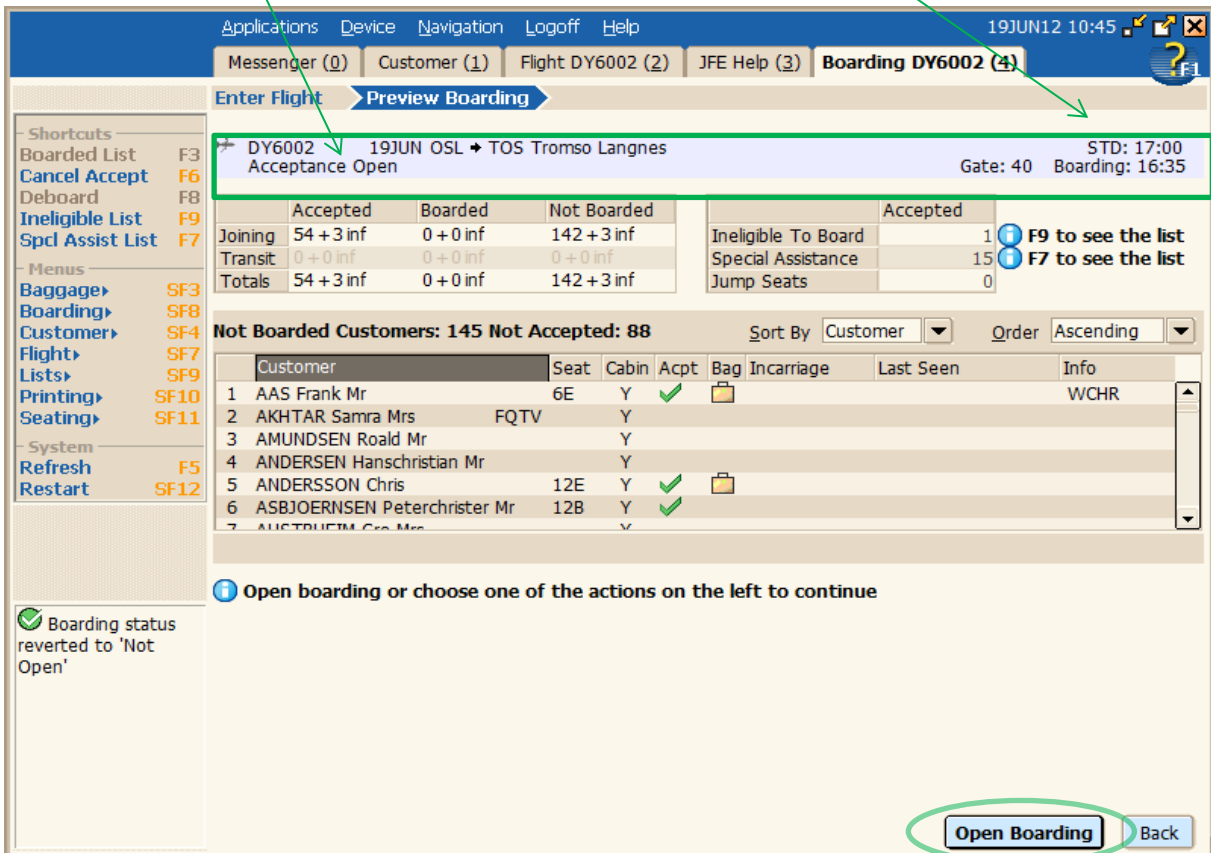 Applications Device Navigation Logoff Help 19JUN12 10:45
Messenger (0) Customer (1) Flight DY6002 (2) JFE Help (3) Boarding DY6002 (4) ? F1
Enter Flight Preview Boarding
Shortcuts
Boarded List F3
Cancel Accept F6
Deboard F8
Ineligible List F9
Spcl Assist List F7
Menus
Baggage SF3
Boarding SF8
Customer SF4
Flight SF7
Lists SF9
Printing SF10
Seating SF11
System
Refresh F5
Restart SF12
Boarding status
reverted to 'Not
Open'
DY6002 19JUN OSL → TOS Tromso Langnes STD: 17:00
Acceptance Open Gate: 40 Boarding: 16:35
Accepted Boarded Not Boarded
Joining 54 + 3 inf 0 + 0 inf 142 + 3 inf
Transit 0 + 0 inf 0 + 0 inf 0 + 0 inf
Totals 54 + 3 inf 0 + 0 inf 142 + 3 inf
Accepted
Ineligible To Board 1 F9 to see the list
Special Assistance 15 F7 to see the list
Jump Seats 0
Not Boarded Customers: 145 Not Accepted: 88 Sort By Customer Order Ascending
Customer Seat Cabin Acpt Bag Incarriage Last Seen Info
1 AAS Frank Mr 6E Y WCHR
2 AKHTAR Samra Mrs FQTV Y
3 AMUNDSEN Roald Mr Y
4 ANDERSEN Hanschristian Mr Y
5 ANDERSSON Chris 12E Y
6 ASBJOERNSEN Peterchrister Mr 12B Y
7 Mrs Y
Open boarding or choose one of the actions on the left to continue
Open Boarding Back